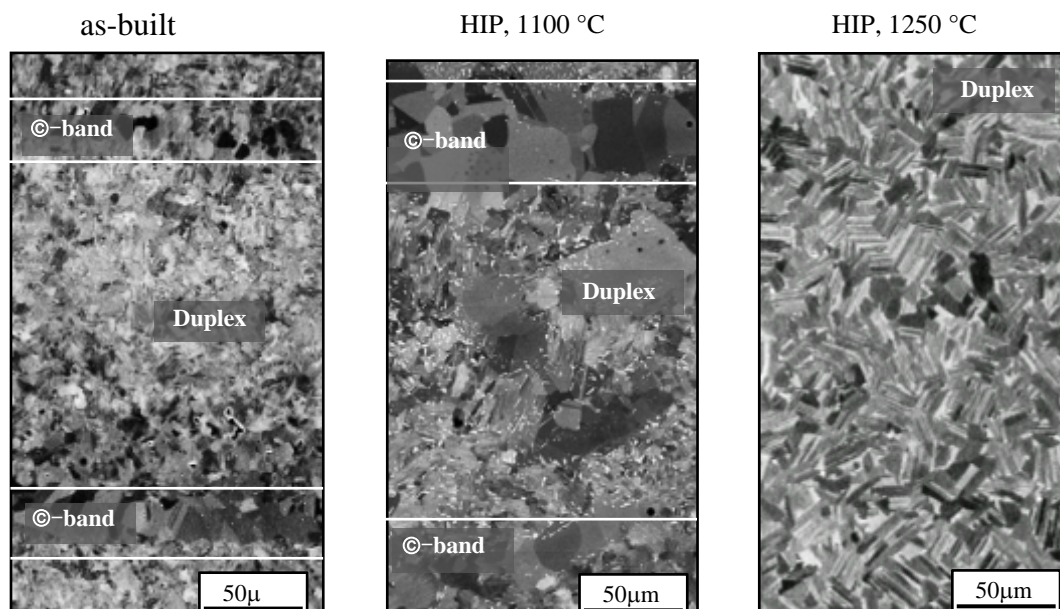 as-built
HIP, 1100 °C
HIP, 1250 °C
©-band
Duplex
©-band
50μ
©-band
Duplex
©-band
50μm
Duplex
50μm